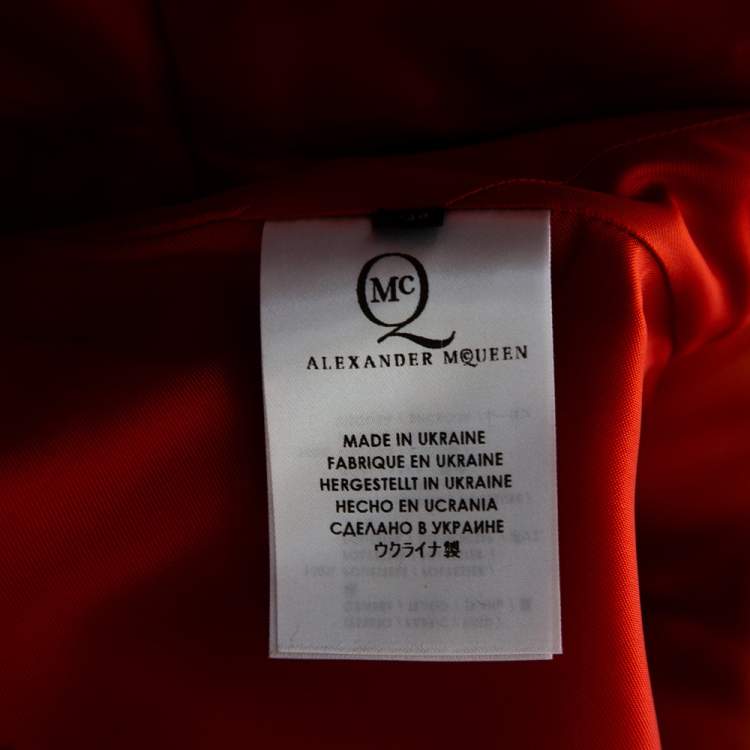 McQ
ALEXANDER MCQUEEN
MADE IN UKRAINE
FABRIQUE EN UKRAINE
HERGESTELLT IN UKRAINE
HECHO EN UCRANIA
СДЕЛАНО В УКРАИНЕ
ウクライナ製